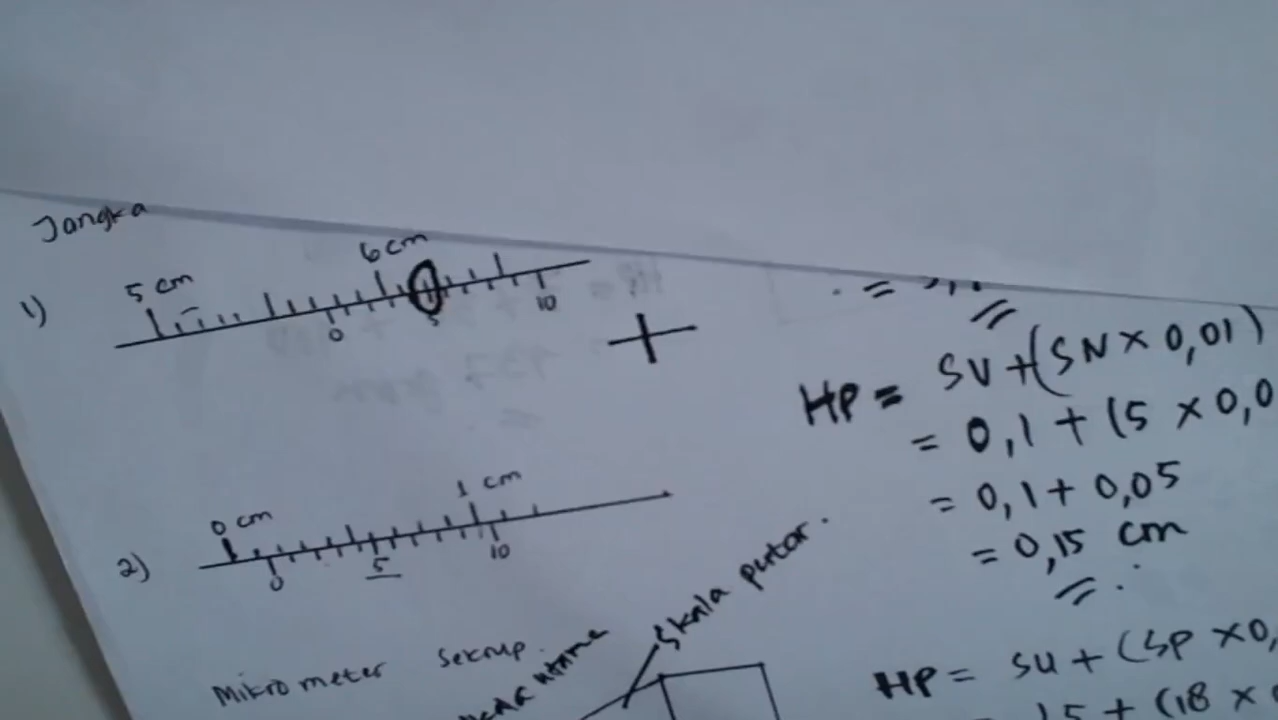 Jangka
1)
5 cm
6 cm
0
5
10
HP = SU + (SN × 0,01)
= 0,1 + (5 × 0,0
= 0,1 + 0,05
= 0,15 cm
2)
0 cm
1 cm
0
5
10
Mikrometer Sekrup.
Skala putar.
HP = SU + (SP × 0,
15 + (18 ×